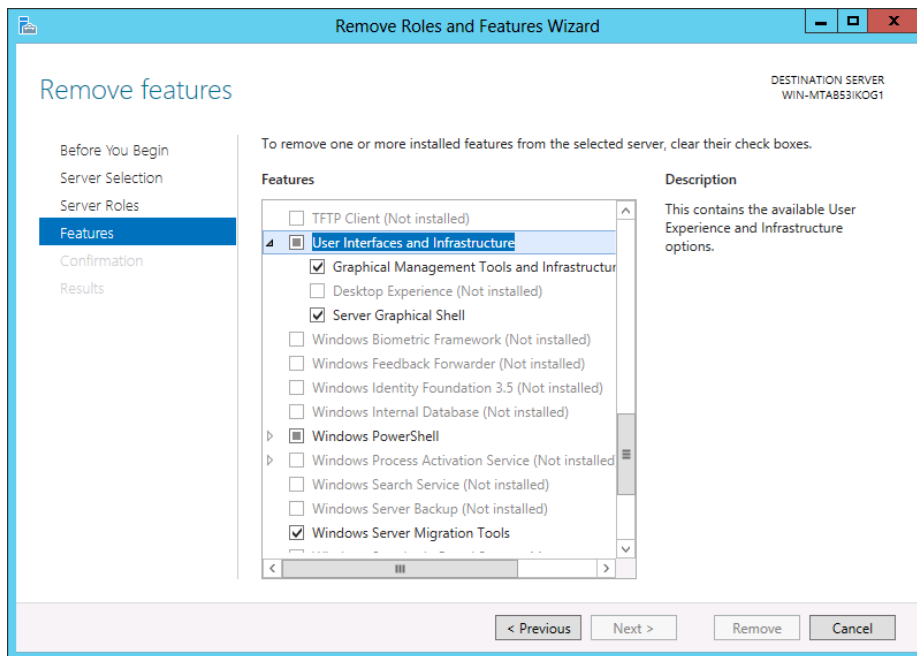 Remove Roles and Features Wizard
Remove features
DESTINATION SERVER
WIN-MTAB53IKOG1
Before You Begin
Server Selection
Server Roles
Features
Confirmation
Results
To remove one or more installed features from the selected server, clear their check boxes.
Features
TFTP Client (Not installed)
User Interfaces and Infrastructure
Graphical Management Tools and Infrastructur
Desktop Experience (Not installed)
Server Graphical Shell
Windows Biometric Framework (Not installed)
Windows Feedback Forwarder (Not installed)
Windows Identity Foundation 3.5 (Not installed)
Windows Internal Database (Not installed)
Windows PowerShell
Windows Process Activation Service (Not installed
Windows Search Service (Not installed)
Windows Server Backup (Not installed)
Windows Server Migration Tools
Description
This contains the available User
Experience and Infrastructure
options.
< Previous
Next >
Remove
Cancel